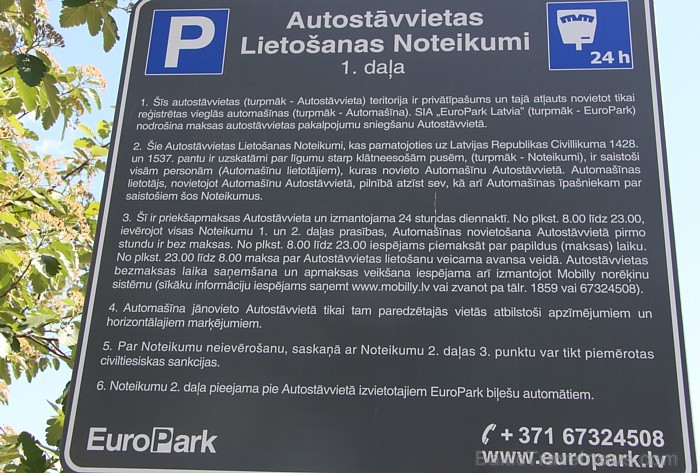 P
Autostāvvietas
Lietošanas Noteikumi
1. daļa
24 h
1. Šīs autostāvvietas (turpmāk - Autostāvvieta) teritorija ir privātīpašums un tajā atļauts novietot tikai
reģistrētas vieglās automašīnas (turpmāk - Automašīna). SIA „EuroPark Latvia” (turpmāk - EuroPark)
nodrošina maksas autostāvvietas pakalpojumu sniegšanu Autostāvvietā.
2. Šie Autostāvvietas Lietošanas Noteikumi, kas pamatojoties uz Latvijas Republikas Civillikuma 1428.
un 1537. pantu ir uzskatāmi par līgumu starp klātneesošām pusēm, (turpmāk - Noteikumi), ir saistoši
visām personām (Automašīnu lietotājiem), kuras novieto Automašīnu Autostāvvietā. Automašīnas
lietotājs, novietojot Automašīnu Autostāvvietā, pilnībā atzīst sev, kā arī Automašīnas īpašniekam par
saistošiem šos Noteikumus.
3. Šī ir priekšapmaksas Autostāvvieta un izmantojama 24 stundas diennaktī. No plkst. 8.00 līdz 23.00,
ievērojot visas Noteikumu 1. un 2. daļas prasības, Automašīnas novietošana Autostāvvietā pirmo
stundu ir bez maksas. No plkst. 8.00 līdz 23.00 iespējams piemaksāt par papildus (maksas) laiku.
No plkst. 23.00 līdz 8.00 maksa par Autostāvvietas lietošanu veicama avansa veidā. Autostāvvietas
bezmaksas laika saņemšana un apmaksas veikšana iespējama arī izmantojot Mobilly norēķinu
sistēmu (sīkāku informāciju iespējams saņemt www.mobilly.lv vai zvanot pa tālr. 1859 vai 67324508).
4. Automašīna jānovieto Autostāvvietā tikai tam paredzētajās vietās atbilstoši apzīmējumiem un
horizontālajiem marķējumiem.
5. Par Noteikumu neievērošanu, saskaņā ar Noteikumu 2. daļas 3. punktu var tikt piemērotas
civiltiesiskas sankcijas.
6. Noteikumu 2. daļa pieejama pie Autostāvvietā izvietotajiem EuroPark biļešu automātiem.
EuroPark
+ 371 67324508
www.europark.lv